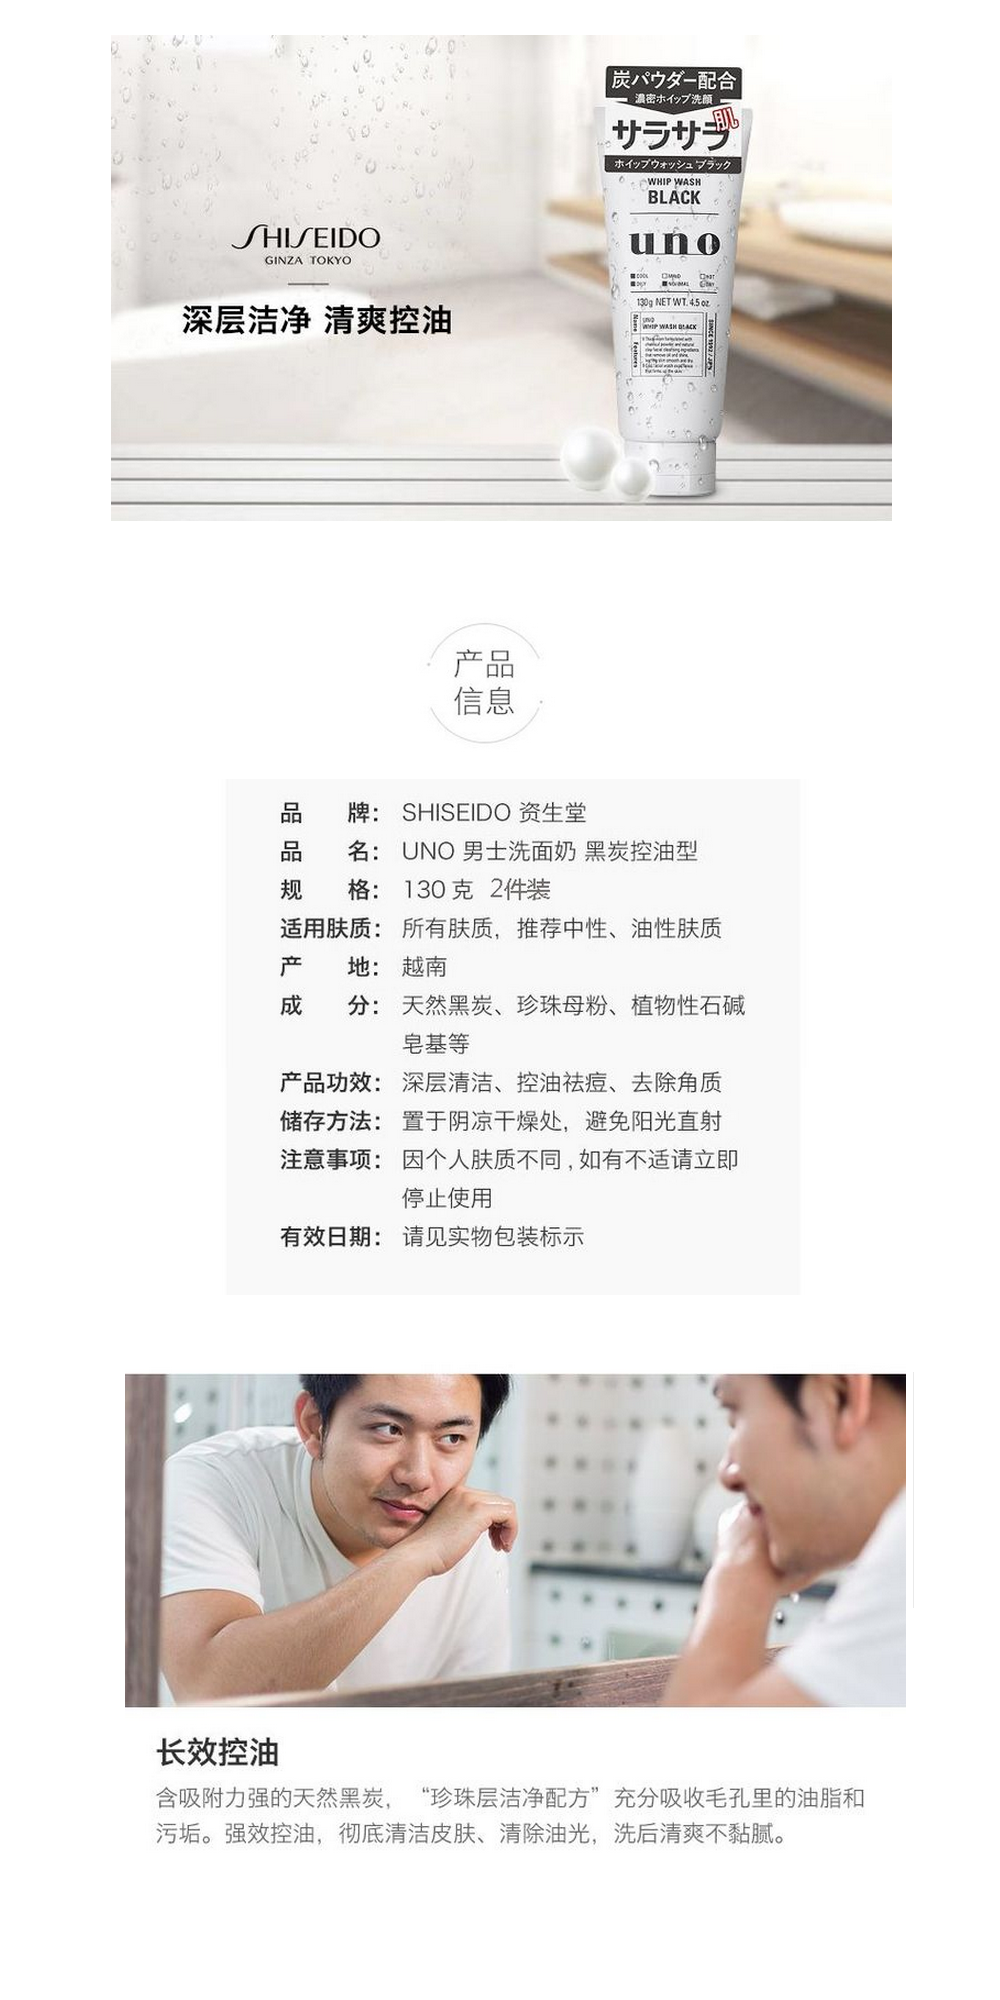 炭パウダー配合
濃密ホイップ洗顔
サラサラ肌
ホイップウォッシュ ブラック
WHIP WASH
BLACK
uno
COOL MILD HOT
NORMAL
130g NET WT. 4.5 oz.
UNO
WHIP WASH BLACK
SHISEIDO
GINZA TOKYO
深层洁净 清爽控油
产品
信息
品 牌： SHISEIDO 资生堂
品 名： UNO 男士洗面奶 黑炭控油型
规 格： 130 克 2件装
适用肤质： 所有肤质，推荐中性、油性肤质
产 地： 越南
成 分： 天然黑炭、珍珠母粉、植物性石碱
皂基等
产品功效： 深层清洁、控油祛痘、去除角质
储存方法： 置于阴凉干燥处，避免阳光直射
注意事项： 因个人肤质不同 , 如有不适请立即
停止使用
有效日期： 请见实物包装标示
长效控油
含吸附力强的天然黑炭，“珍珠层洁净配方”充分吸收毛孔里的油脂和
污垢。强效控油，彻底清洁皮肤、清除油光，洗后清爽不黏腻。